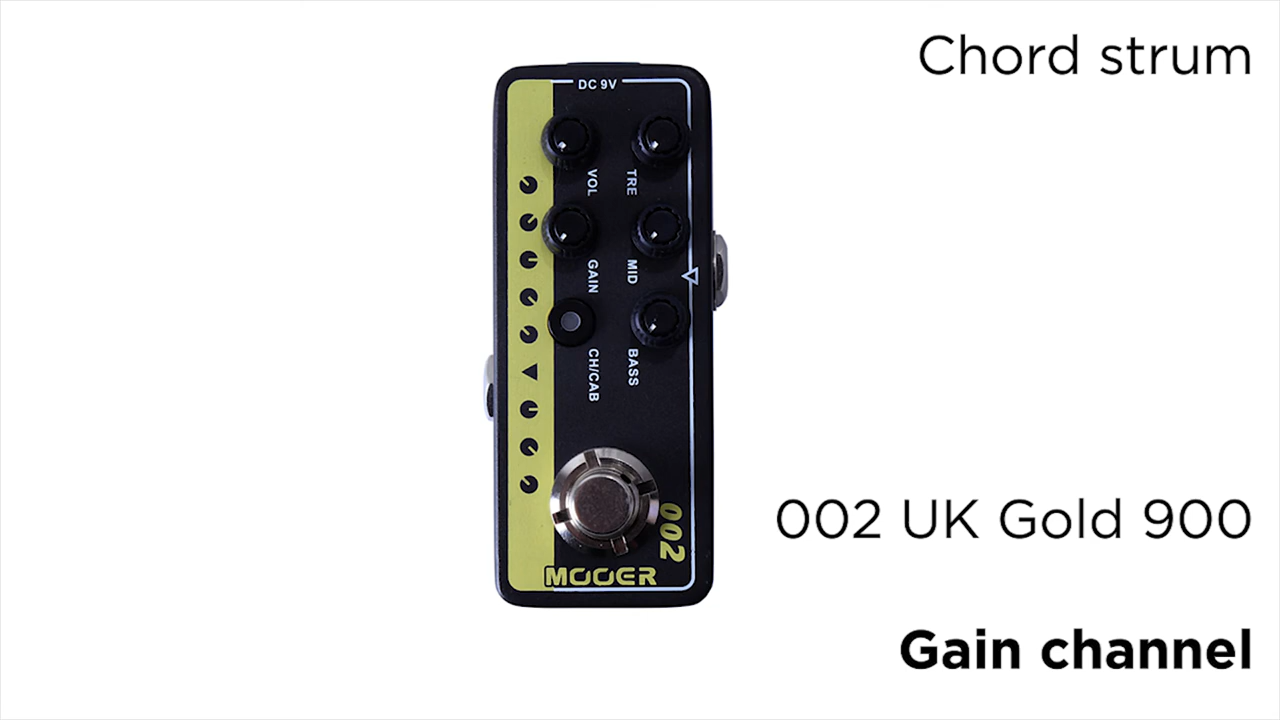 Chord strum
DC 9V
VOL
TRE
GAIN
MID
CH/CAB
BASS
002
MOOER
002 UK Gold 900
Gain channel